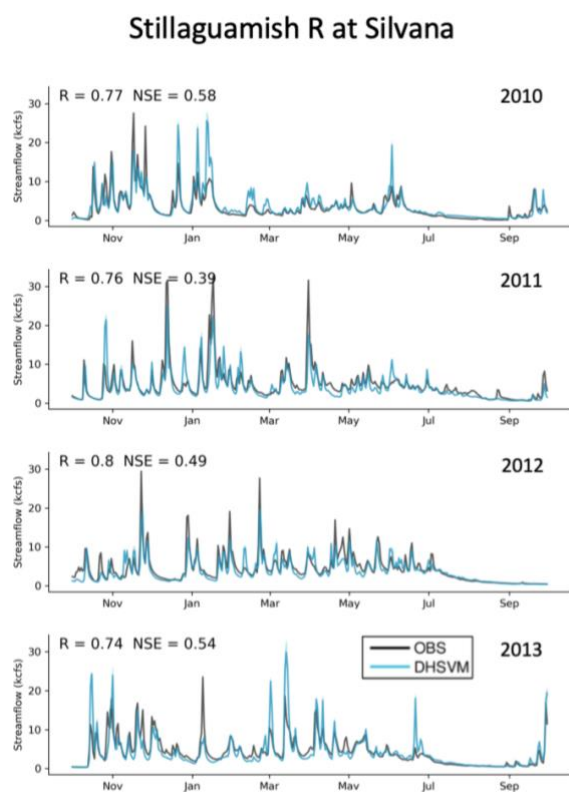 Stillaguamish R at Silvana
R = 0.77 NSE = 0.58
2010
Streamflow (kcfs)
30
20
10
0
Nov Jan Mar May Jul Sep
R = 0.76 NSE = 0.39
2011
Streamflow (kcfs)
30
20
10
0
Nov Jan Mar May Jul Sep
R = 0.8 NSE = 0.49
2012
Streamflow (kcfs)
30
20
10
0
Nov Jan Mar May Jul Sep
R = 0.74 NSE = 0.54
OBS
DHSVM
2013
Streamflow (kcfs)
30
20
10
0
Nov Jan Mar May Jul Sep